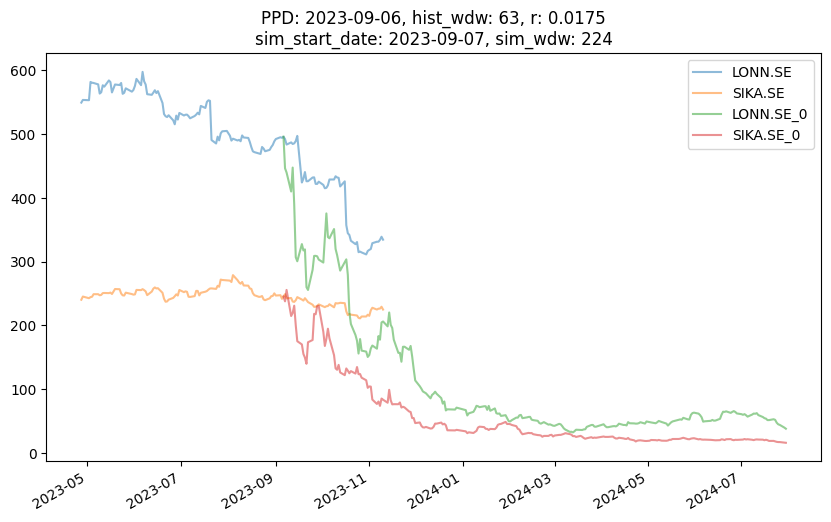 PPD: 2023-09-06, hist_wdw: 63, r: 0.0175
sim_start_date: 2023-09-07, sim_wdw: 224
LONN.SE
SIKA.SE
LONN.SE_0
SIKA.SE_0
600
500
400
300
200
100
0
2023-05
2023-07
2023-09
2023-11
2024-01
2024-03
2024-05
2024-07